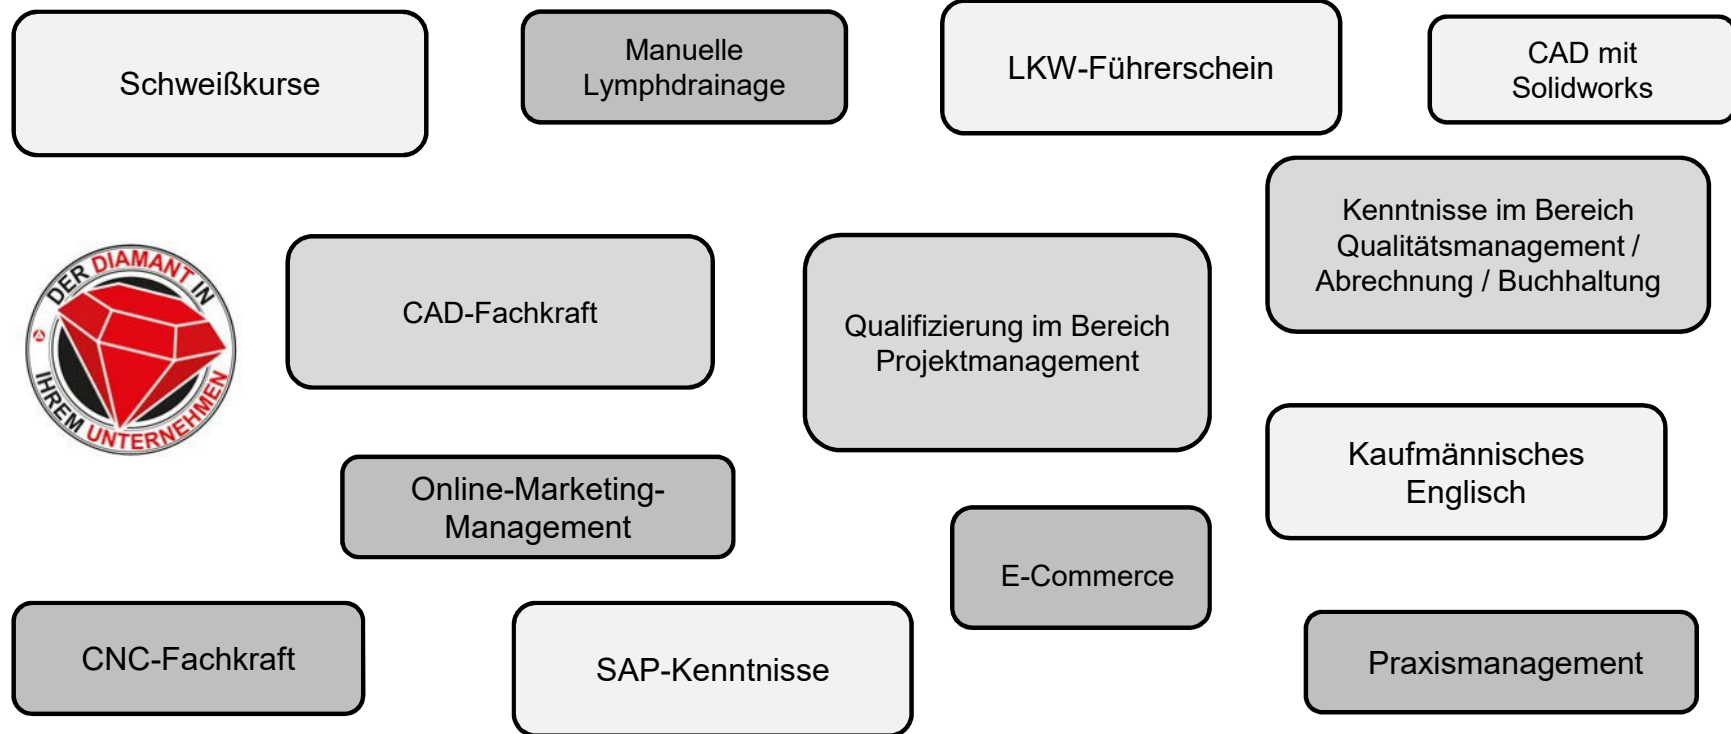 Schweißkurse
Manuelle
Lymphdrainage
LKW-Führerschein
CAD mit
Solidworks
Kenntnisse im Bereich
Qualitätsmanagement /
Abrechnung / Buchhaltung
DER DIAMANT IN
IHREM UNTERNEHMEN
CAD-Fachkraft
Qualifizierung im Bereich
Projektmanagement
Kaufmännisches
Englisch
Online-Marketing-
Management
E-Commerce
CNC-Fachkraft
SAP-Kenntnisse
Praxismanagement